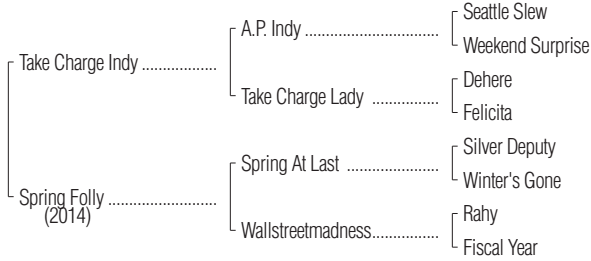 Seattle Slew
A.P. Indy ..............................
Weekend Surprise
Take Charge Indy .................
Dehere
Take Charge Lady ...............
Felicita
Silver Deputy
Spring At Last .....................
Winter's Gone
Spring Folly ........................
(2014)
Rahy
Wallstreetmadness...............
Fiscal Year